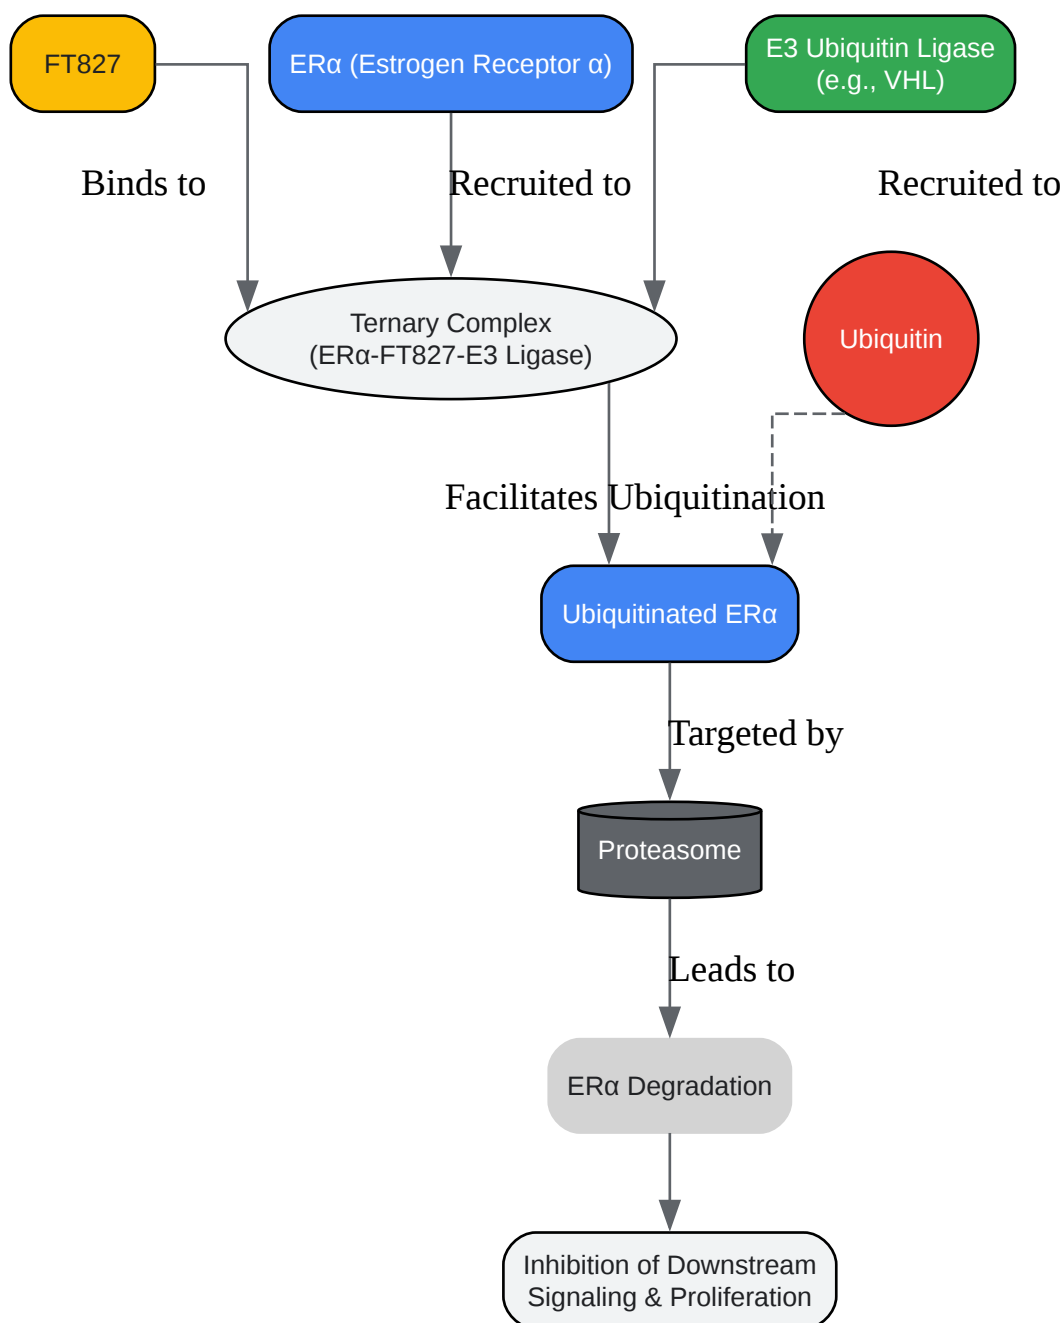 FT827
ERα (Estrogen Receptor α)
E3 Ubiquitin Ligase
(e.g., VHL)
Binds to
Recruited to
Recruited to
Ternary Complex
(ERα-FT827-E3 Ligase)
Ubiquitin
Facilitates Ubiquitination
Ubiquitinated ERα
Targeted by
Proteasome
Leads to
ERα Degradation
Inhibition of Downstream
Signaling & Proliferation